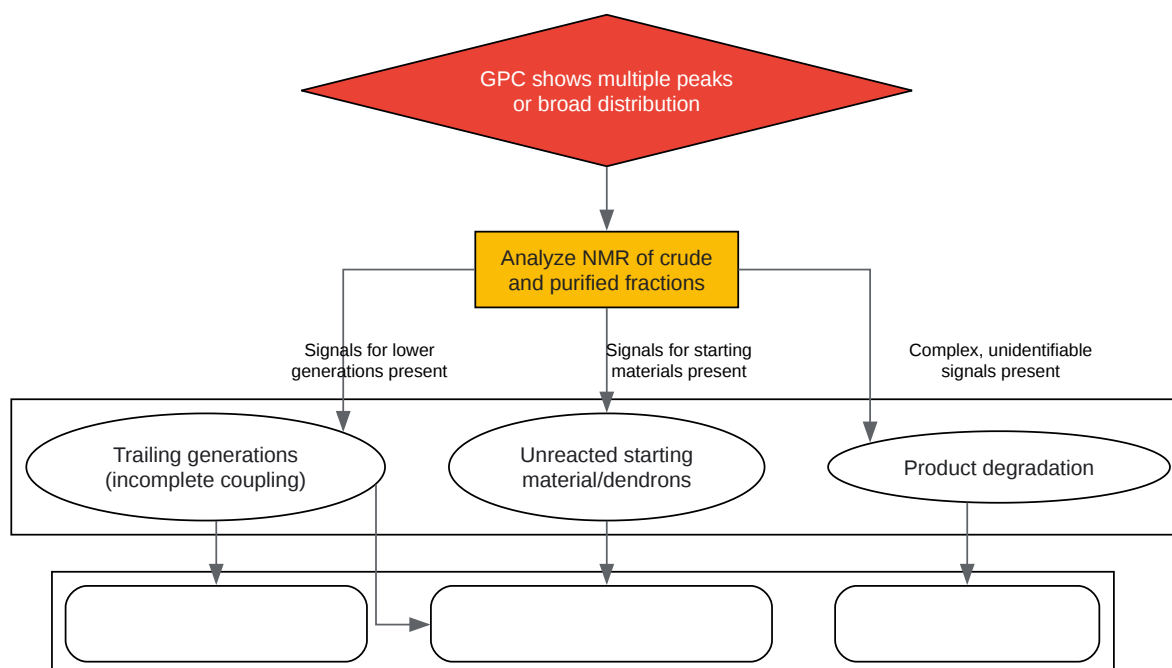 GPC shows multiple peaks
or broad distribution
Analyze NMR of crude
and purified fractions
Signals for lower
generations present
Signals for starting
materials present
Complex, unidentifiable
signals present
Trailing generations
(incomplete coupling)
Unreacted starting
material/dendrons
Product degradation